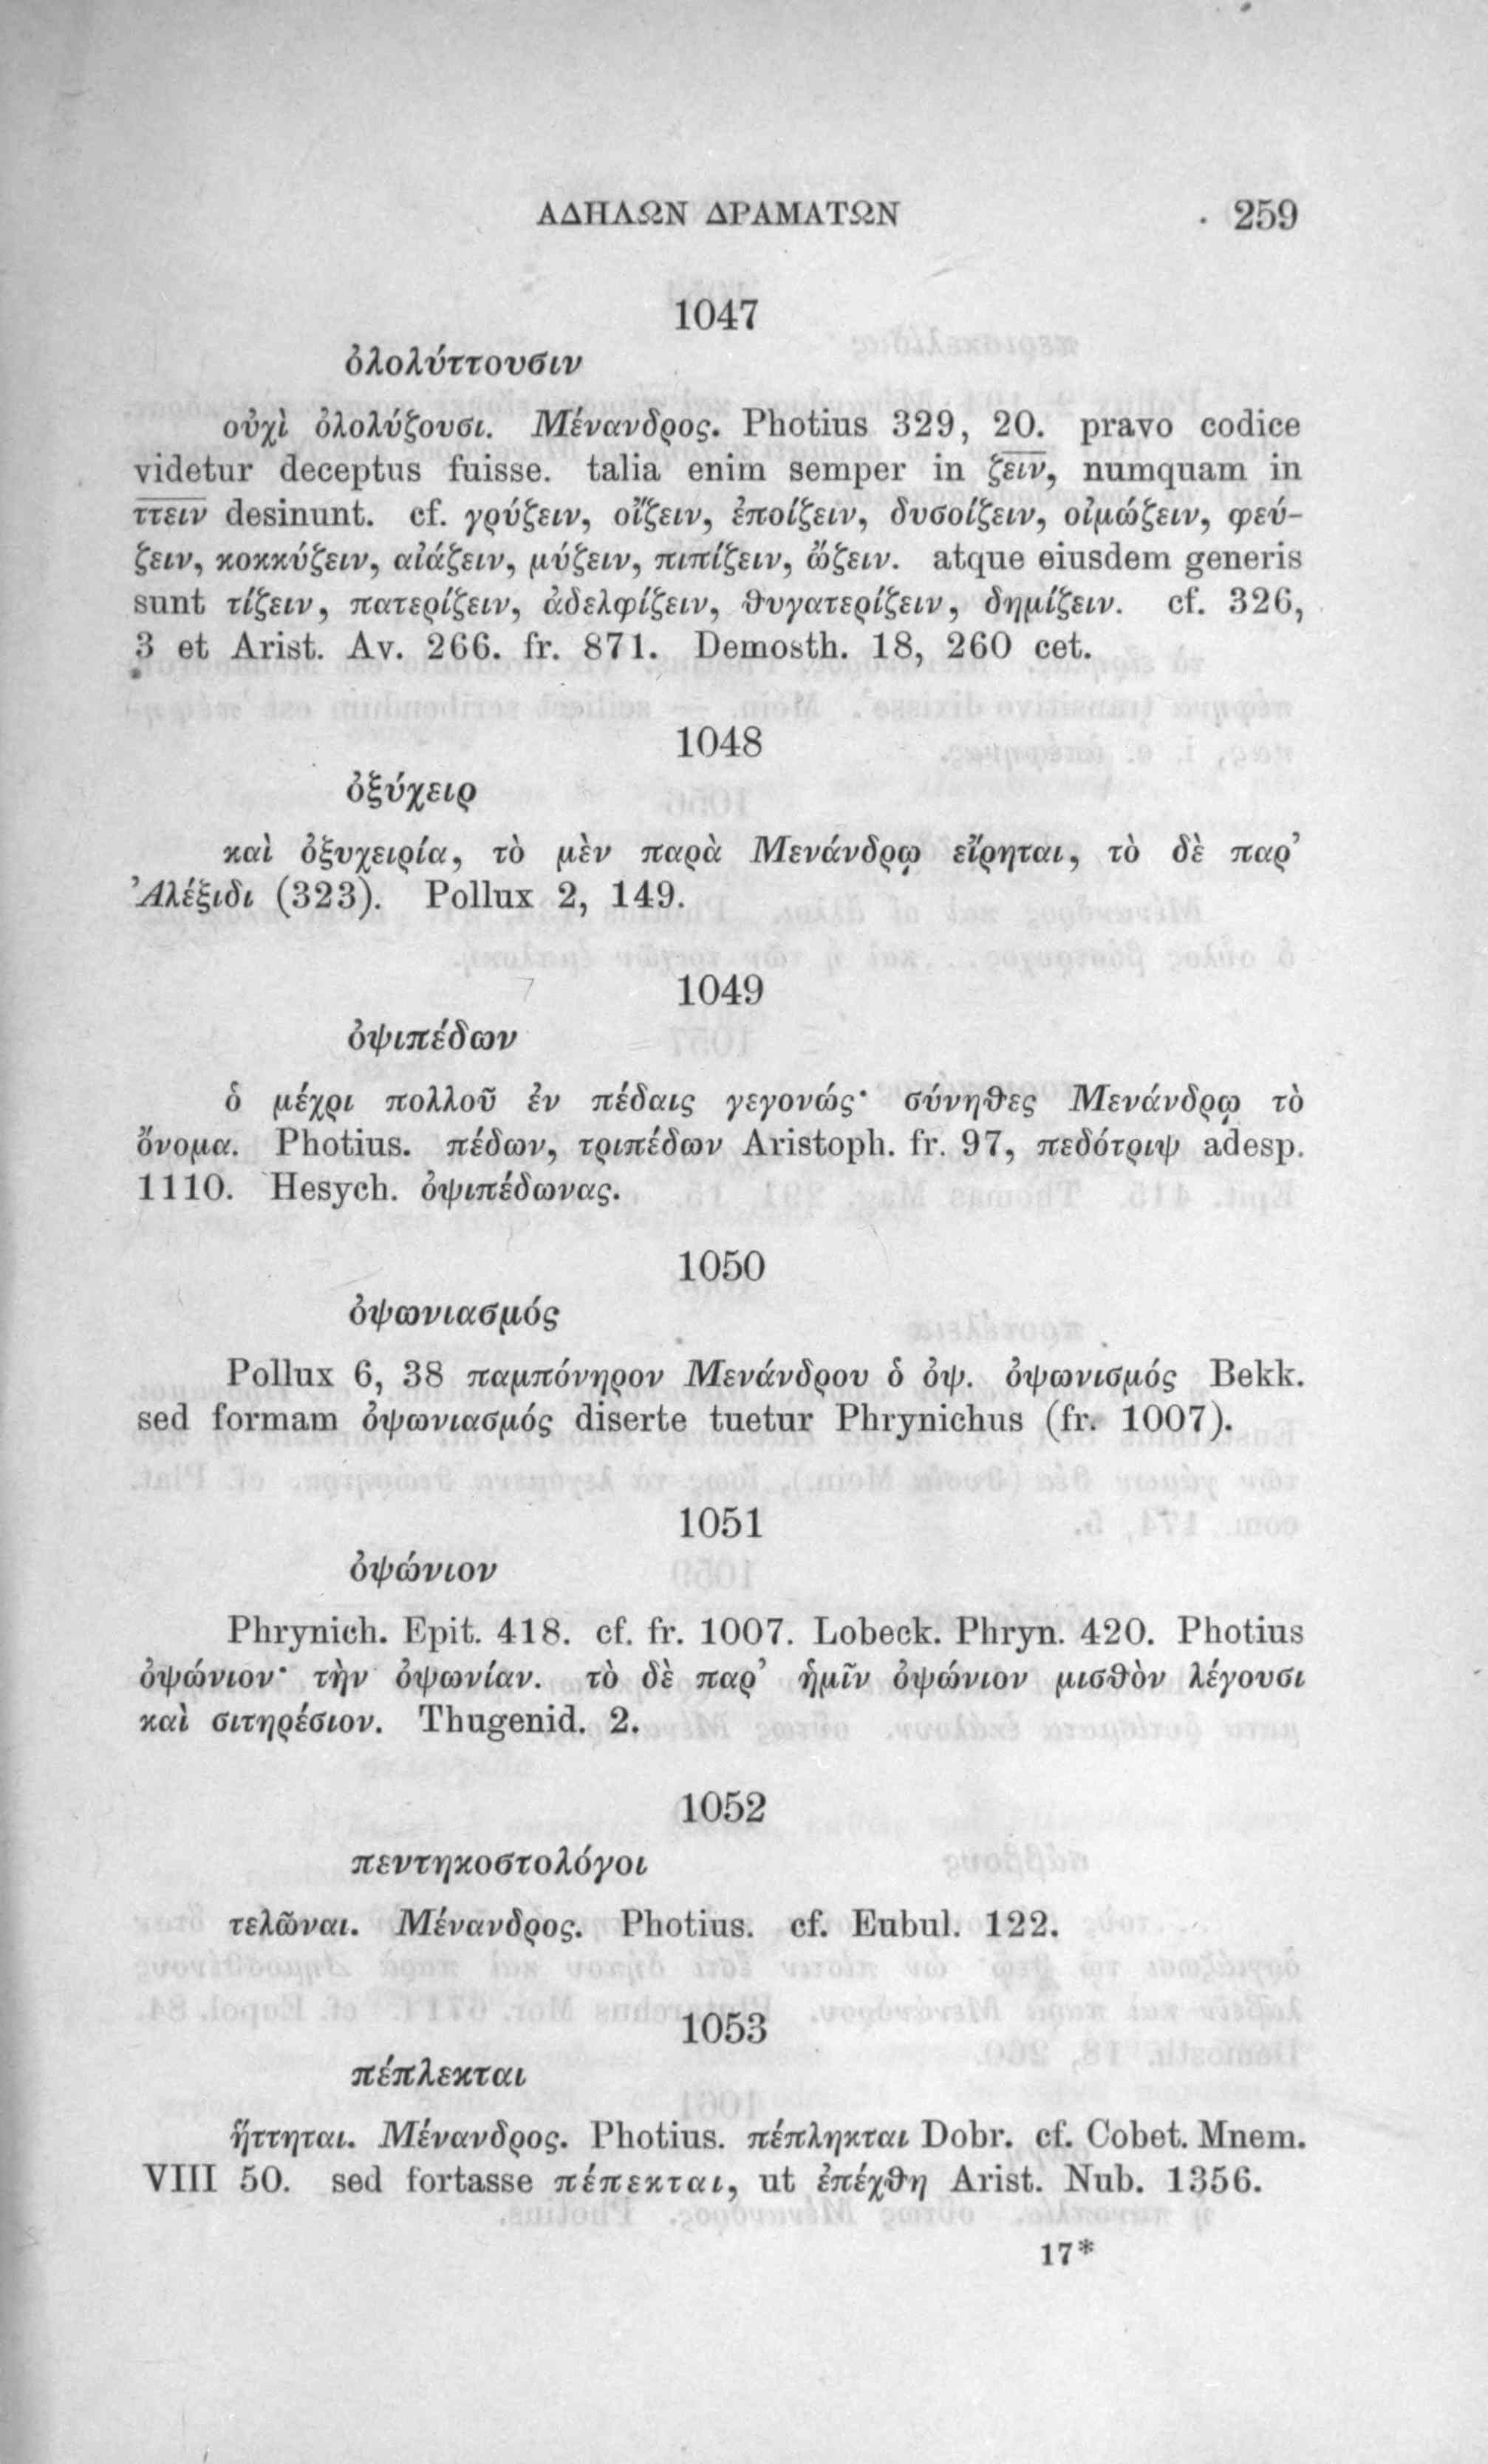 ΑΔΗΛΩΝ ΔΡΑΜΑΤΩΝ 259
1047
ὀλολύττουσιν
οὐχὶ ὀλολύζουσι. Μένανδρος. Photius 329, 20. pravo codice
videtur deceptus fuisse. talia enim semper in ζειν, numquam in
ττειν desinunt. cf. γρύζειν, οἴζειν, ἐποίζειν, δυσοίζειν, οἰμώζειν, φεύ-
ζειν, κοκκύζειν, αἰάζειν, μύζειν, πιπίζειν, ὤζειν. atque eiusdem generis
sunt τίζειν, πατερίζειν, ἀδελφίζειν, θυγατερίζειν, δημίζειν. cf. 326,
3 et Arist. Av. 266. fr. 871. Demosth. 18, 260 cet.
1048
ὀξύχειρ
καὶ ὀξυχειρία, τὸ μὲν παρὰ Μενάνδρῳ εἴρηται, τὸ δὲ παρ’
Ἀλέξιδι (323). Pollux 2, 149.
1049
ὀψιπέδων
ὁ μέχρι πολλοῦ ἐν πέδαις γεγονώς· σύνηθες Μενάνδρῳ τὸ
ὄνομα. Photius. πέδων, τριπέδων Aristoph. fr. 97, πεδότριψ adesp.
1110. Hesych. ὀψιπέδωνας.
1050
ὀψωνιασμός
Pollux 6, 38 παμπόνηρον Μενάνδρου ὁ ὀψ. ὀψωνισμός Bekk.
sed formam ὀψωνιασμός diserte tuetur Phrynichus (fr. 1007).
1051
ὀψώνιον
Phrynich. Epit. 418. cf. fr. 1007. Lobeck. Phryn. 420. Photius
ὀψώνιον· τὴν ὀψωνίαν. τὸ δὲ παρ’ ἡμῖν ὀψώνιον μισθὸν λέγουσι
καὶ σιτηρέσιον. Thugenid. 2.
1052
πεντηκοστολόγοι
τελῶναι. Μένανδρος. Photius. cf. Eubul. 122.
1053
πέπλεκται
ἥττηται. Μένανδρος. Photius. πέπληκται Dobr. cf. Cobet. Mnem.
VIII 50. sed fortasse πέπεκται, ut ἐπέχθη Arist. Nub. 1356.
17*